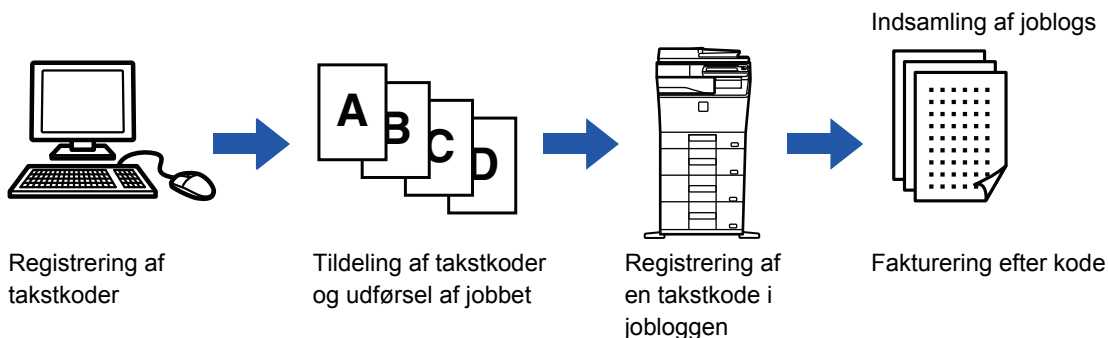 Indsamling af joblogs
A
B
C
D
Registrering af
takstkoder
Tildeling af takstkoder
og udførsel af jobbet
Registrering af
en takstkode i
jobloggen
Fakturering efter kode